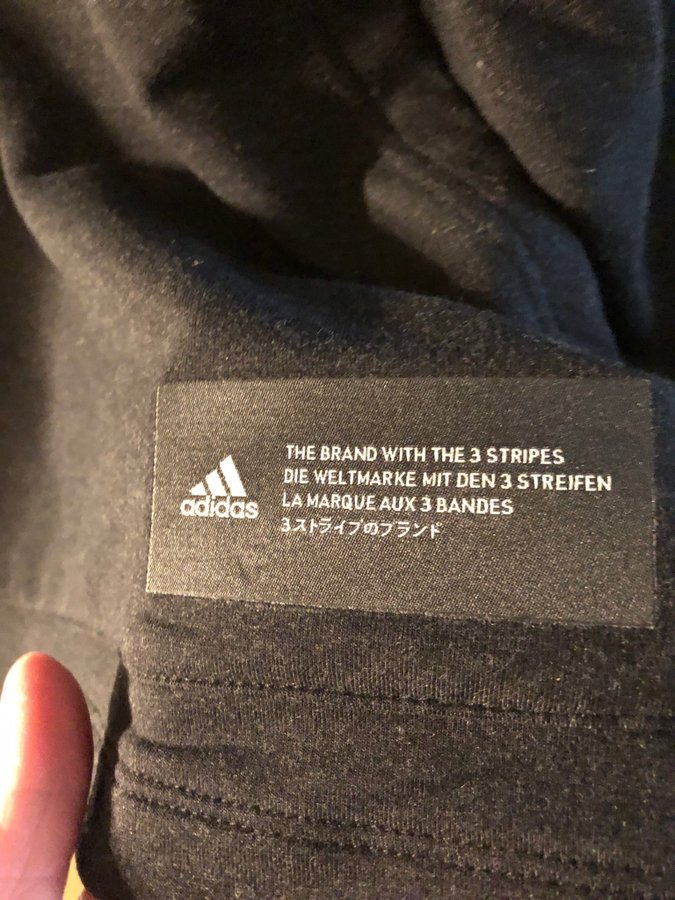 adidas
THE BRAND WITH THE 3 STRIPES
DIE WELTMARKE MIT DEN 3 STREIFEN
LA MARQUE AUX 3 BANDES
3ストライプのブランド